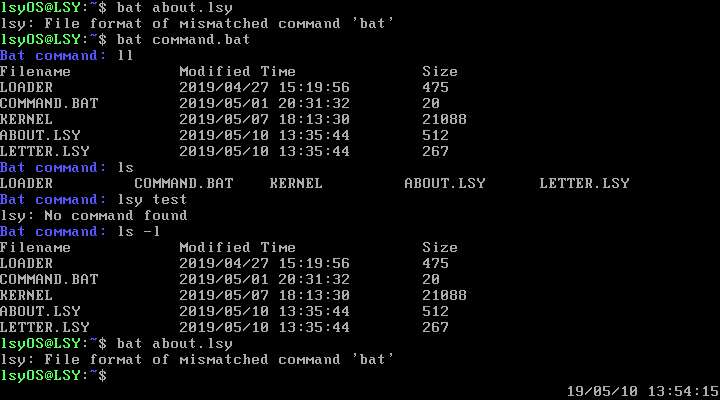 lsyOS@LSY:~$ bat about.lsy
lsy: File format of mismatched command 'bat'
lsyOS@LSY:~$ bat command.bat
Bat command: ll
Filename Modified Time Size
LOADER 2019/04/27 15:19:56 475
COMMAND.BAT 2019/05/01 20:31:32 20
KERNEL 2019/05/07 18:13:30 21088
ABOUT.LSY 2019/05/10 13:35:44 512
LETTER.LSY 2019/05/10 13:35:44 267
Bat command: ls
LOADER COMMAND.BAT KERNEL ABOUT.LSY LETTER.LSY
Bat command: lsy test
lsy: No command found
Bat command: ls -l
Filename Modified Time Size
LOADER 2019/04/27 15:19:56 475
COMMAND.BAT 2019/05/01 20:31:32 20
KERNEL 2019/05/07 18:13:30 21088
ABOUT.LSY 2019/05/10 13:35:44 512
LETTER.LSY 2019/05/10 13:35:44 267
lsyOS@LSY:~$ bat about.lsy
lsy: File format of mismatched command 'bat'
lsyOS@LSY:~$
19/05/10 13:54:15